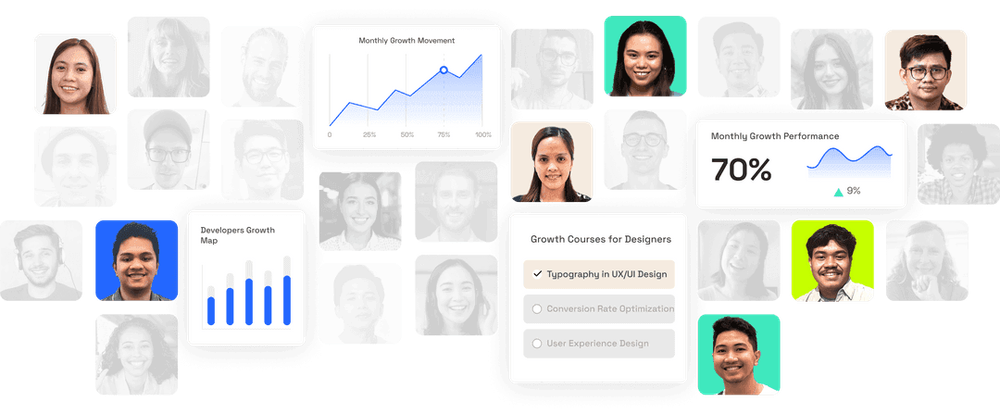 Monthly Growth Movement
0 25% 50% 75% 100%
Monthly Growth Performance
70%
9%
Developers Growth
Map
Growth Courses for Designers
Typography in UX/UI Design
Conversion Rate Optimization
User Experience Design